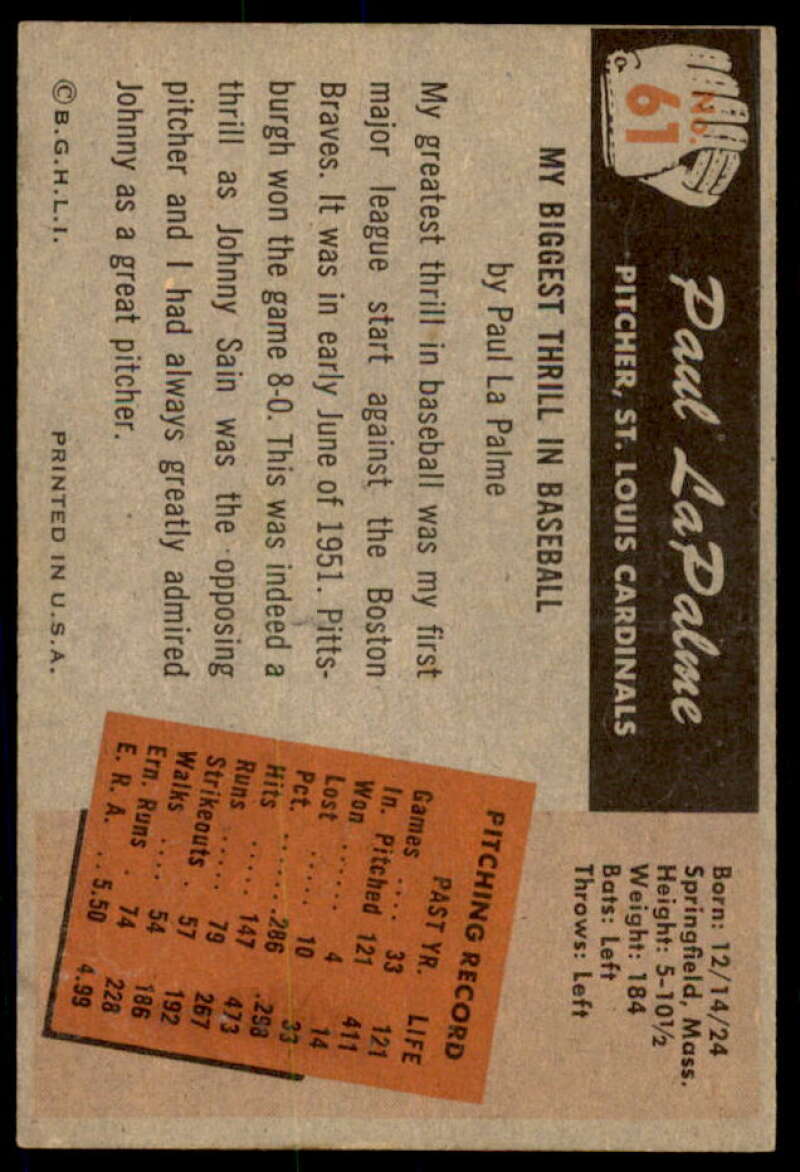 No.
61
Paul LaPalme
PITCHER, ST. LOUIS CARDINALS
Born: 12/14/24
Springfield, Mass.
Height: 5-10½
Weight: 184
Bats: Left
Throws: Left
MY BIGGEST THRILL IN BASEBALL
by Paul La Palme
My greatest thrill in baseball was my first
major league start against the Boston
Braves. It was in early June of 1951. Pitts-
burgh won the game 8-0. This was indeed a
thrill as Johnny Sain was the opposing
pitcher and I had always greatly admired
Johnny as a great pitcher.
PITCHING RECORD
PAST YR. LIFE
Games .... 33 121
In. Pitched 121 411
Won ...... 4 14
Lost ..... 10 33
Pct. ...... .286 .298
Hits ..... 147 473
Runs ..... 79 267
Strikeouts . 57 192
Walks .... 54 186
Ern. Runs . 74 228
E. R. A. .. 5.50 4.99
© B.G.H.L.I. PRINTED IN U.S.A.